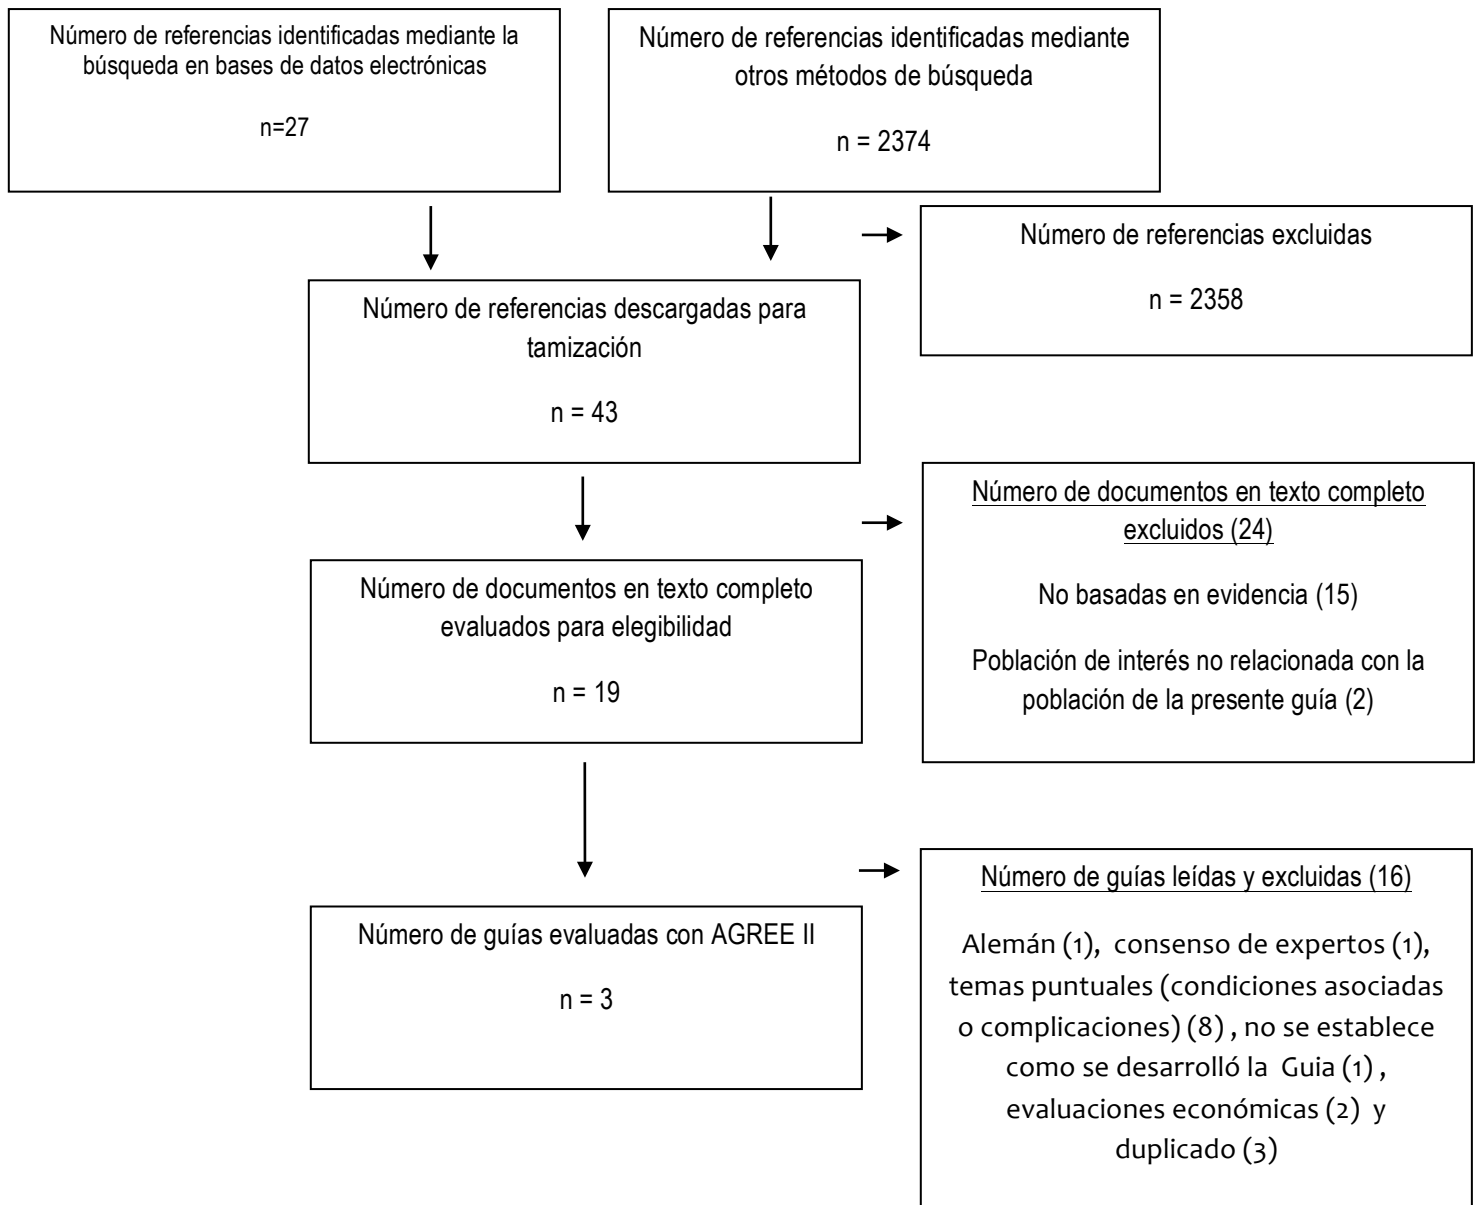 Número de referencias identificadas mediante la
búsqueda en bases de datos electrónicas
n=27
Número de referencias identificadas mediante
otros métodos de búsqueda
n = 2374
Número de referencias excluidas
n = 2358
Número de referencias descargadas para
tamización
n = 43
Número de documentos en texto completo
excluidos (24)
No basadas en evidencia (15)
Población de interés no relacionada con la
población de la presente guía (2)
Número de documentos en texto completo
evaluados para elegibilidad
n = 19
Número de guías leídas y excluidas (16)
Alemán (1), consenso de expertos (1),
temas puntuales (condiciones asociadas
o complicaciones) (8) , no se establece
como se desarrolló la Guia (1) ,
evaluaciones económicas (2) y
duplicado (3)
Número de guías evaluadas con AGREE II
n = 3